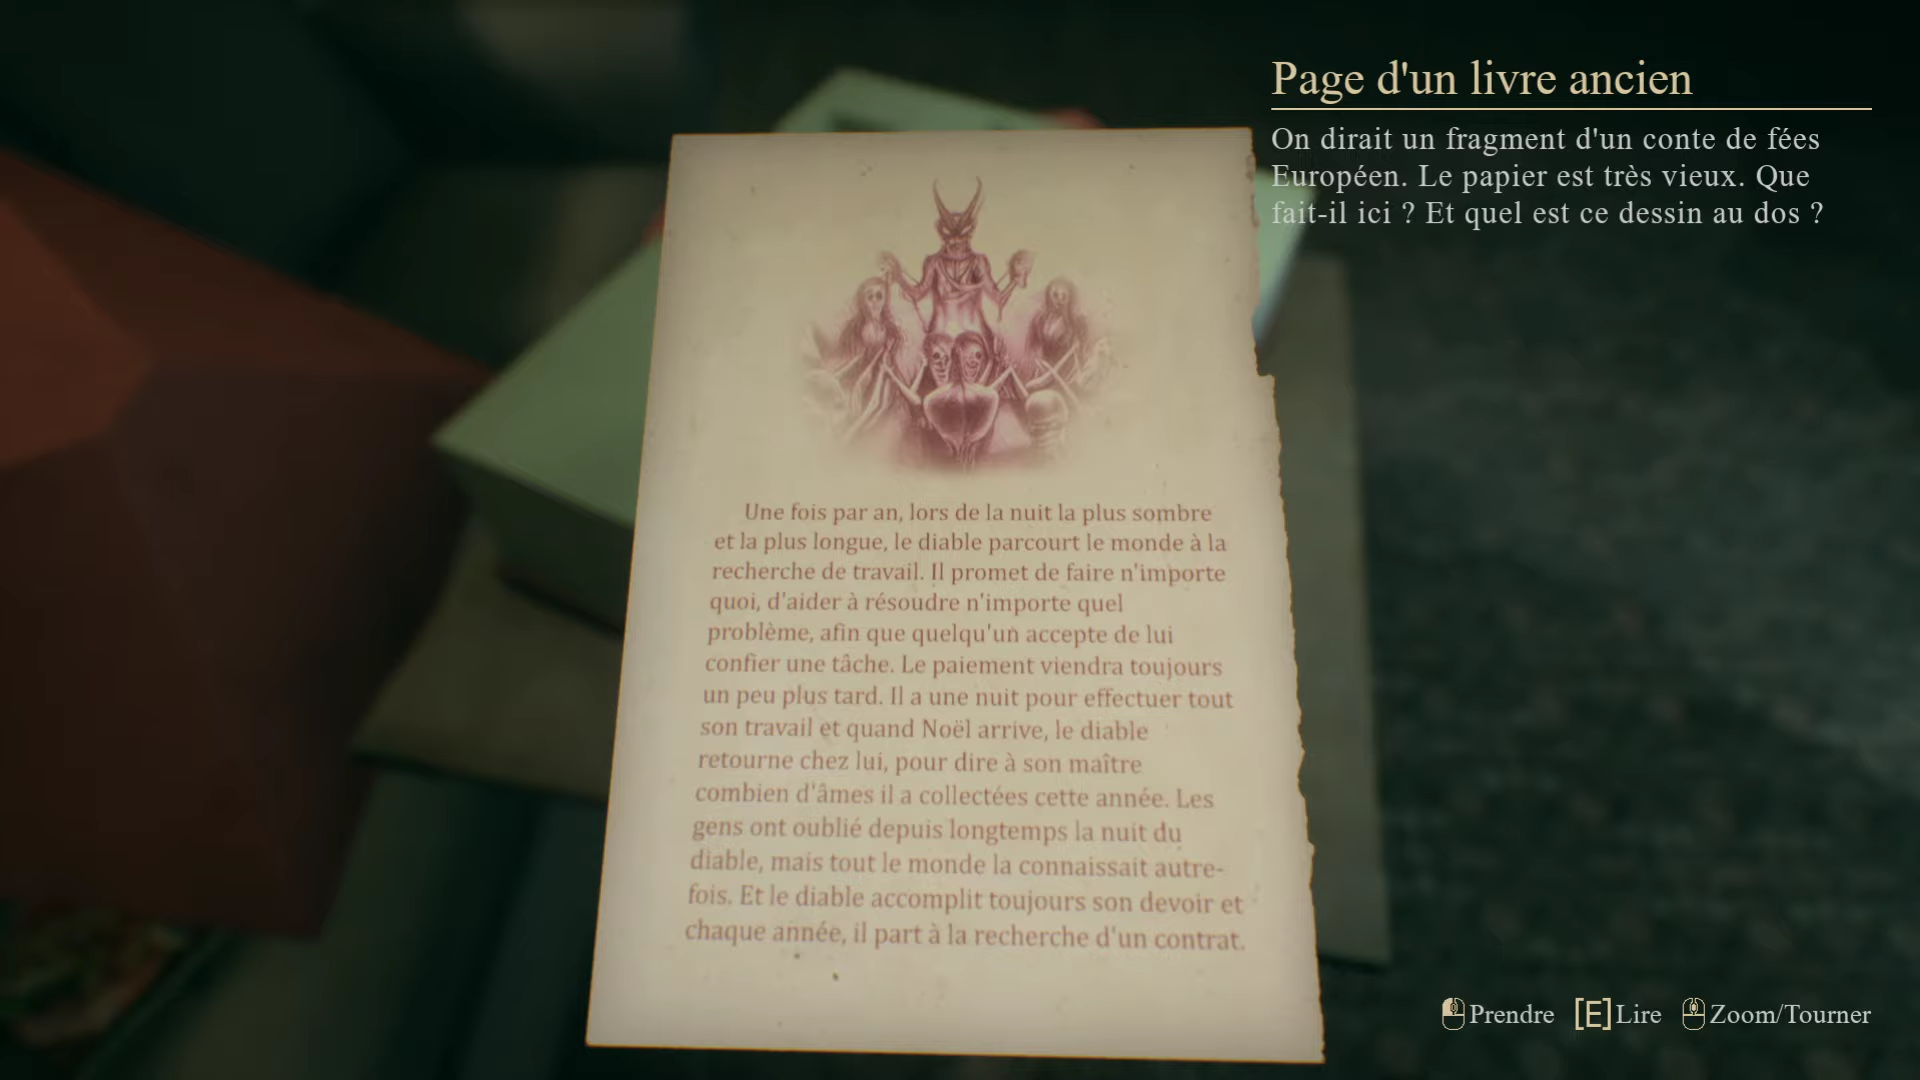 Page d'un livre ancien
On dirait un fragment d'un conte de fées
Européen. Le papier est très vieux. Que
fait-il ici ? Et quel est ce dessin au dos ?
Une fois par an, lors de la nuit la plus sombre
et la plus longue, le diable parcourt le monde à la
recherche de travail. Il promet de faire n'importe
quoi, d'aider à résoudre n'importe quel
problème, afin que quelqu'un accepte de lui
confier une tâche. Le paiement viendra toujours
un peu plus tard. Il a une nuit pour effectuer tout
son travail et quand Noël arrive, le diable
retourne chez lui, pour dire à son maître
combien d'âmes il a collectées cette année. Les
gens ont oublié depuis longtemps la nuit du
diable, mais tout le monde la connaissait autre-
fois. Et le diable accomplit toujours son devoir et
chaque année, il part à la recherche d'un contrat.
Prendre [E] Lire Zoom/Tourner